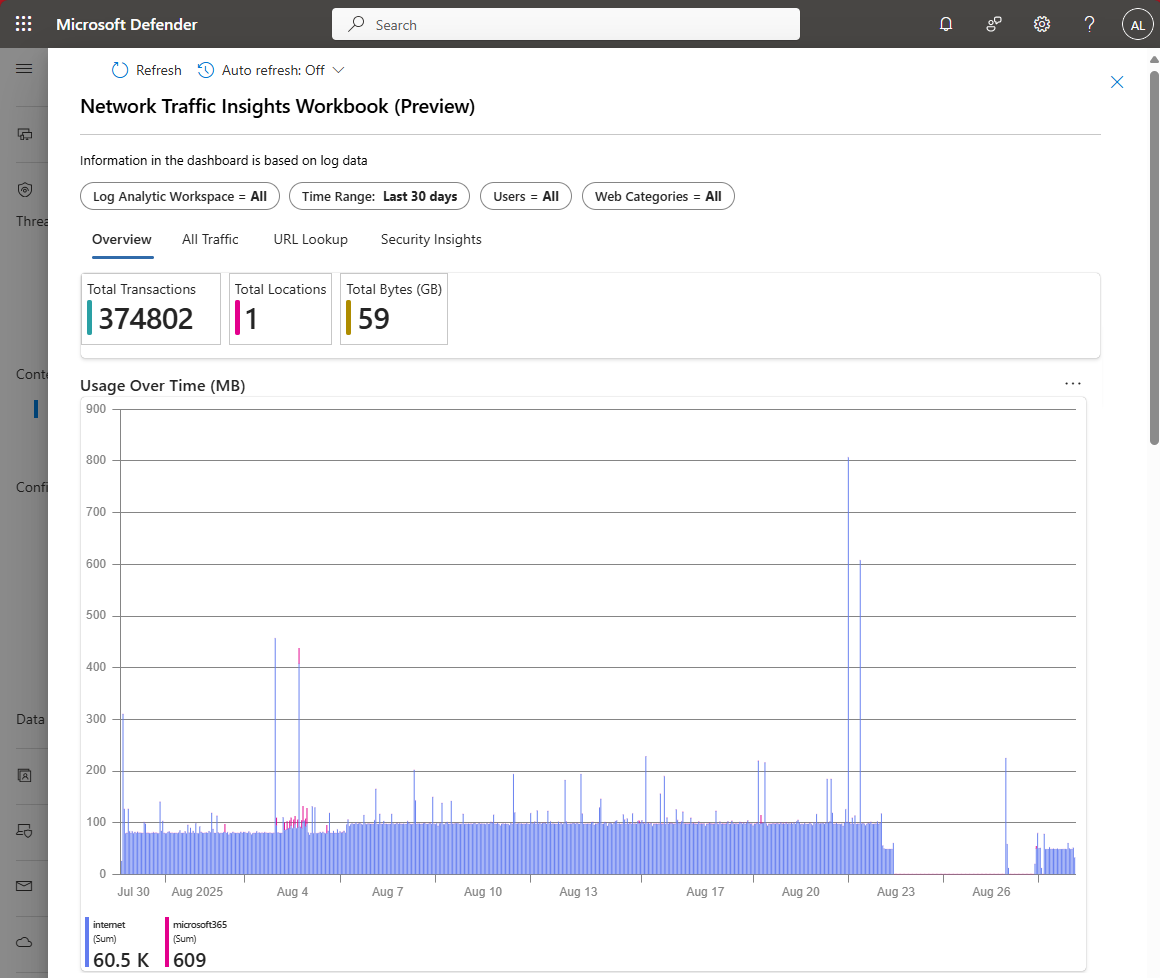 Microsoft Defender
Search
AL
Refresh
Auto refresh: Off
Network Traffic Insights Workbook (Preview)
Information in the dashboard is based on log data
Log Analytic Workspace = All
Time Range: Last 30 days
Users = All
Web Categories = All
Threa
Overview
All Traffic
URL Lookup
Security Insights
Total Transactions
374802
Total Locations
1
Total Bytes (GB)
59
Conte
Usage Over Time (MB)
...
900
800
700
600
500
400
300
200
100
0
Confi
Data
Jul 30
Aug 2025
Aug 4
Aug 7
Aug 10
Aug 13
Aug 17
Aug 20
Aug 23
Aug 26
internet
(Sum)
60.5 K
microsoft365
(Sum)
609